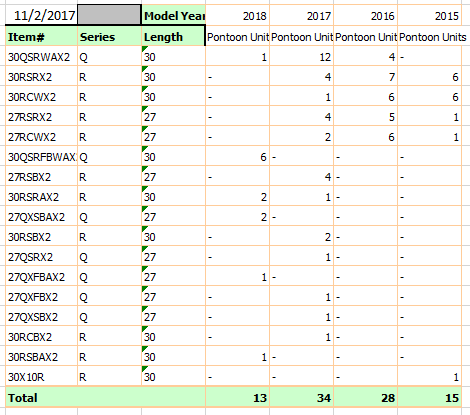 11/2/2017 Model Year 2018 2017 2016 2015
Item# Series Length Pontoon Unit Pontoon Unit Pontoon Units Pontoon Units
30QSRWAX2 Q 30 1 12 4 -
30RSRX2 R 30 - 4 7 6
30RCWX2 R 30 - 1 6 6
27RSRX2 R 27 - 4 5 1
27RCWX2 R 27 - 2 6 1
30QSRFBWAX Q 30 6 - - -
27RSBX2 R 27 - 4 - -
30RSRAX2 R 30 2 1 - -
27QXSBAX2 Q 27 2 - - -
30RSBX2 R 30 - 2 - -
27QSRX2 Q 27 - 1 - -
27QXFBAX2 Q 27 1 - - -
27QXFBX2 Q 27 - 1 - -
27QXSBX2 Q 27 - 1 - -
30RCBX2 R 30 - 1 - -
30RSBAX2 R 30 1 - - -
30X10R R 30 - - - 1
Total 13 34 28 15